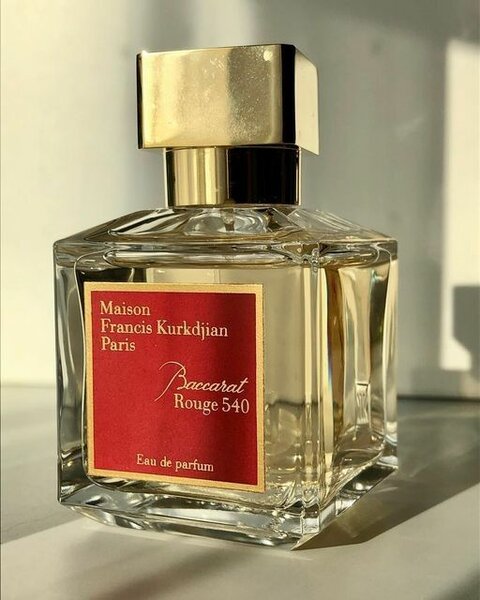 Maison
Francis Kurkdjian
Paris
Baccarat
Rouge 540
Eau de parfum